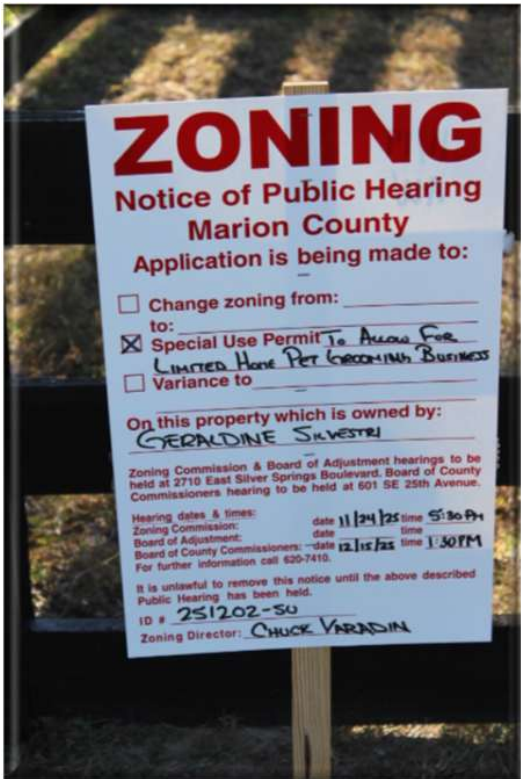 ZONING
Notice of Public Hearing
Marion County
Application is being made to:
Change zoning from:
to:
Special Use Permit To Allow For
Limited Home Pet Grooming Business
Variance to
On this property which is owned by:
GERALDINE SILVESTRI
Zoning Commission & Board of Adjustment hearings to be
held at 2710 East Silver Springs Boulevard. Board of County
Commissioners hearing to be held at 601 SE 25th Avenue.
Hearing dates & times:
Zoning Commission: date 11/24/25 time 5:30 PM
Board of Adjustment: date time
Board of County Commissioners: date 12/15/25 time 1:30 PM
For further information call 620-7410.
It is unlawful to remove this notice until the above described
Public Hearing has been held.
ID # 251202-SU
Zoning Director: CHUCK VARADIN